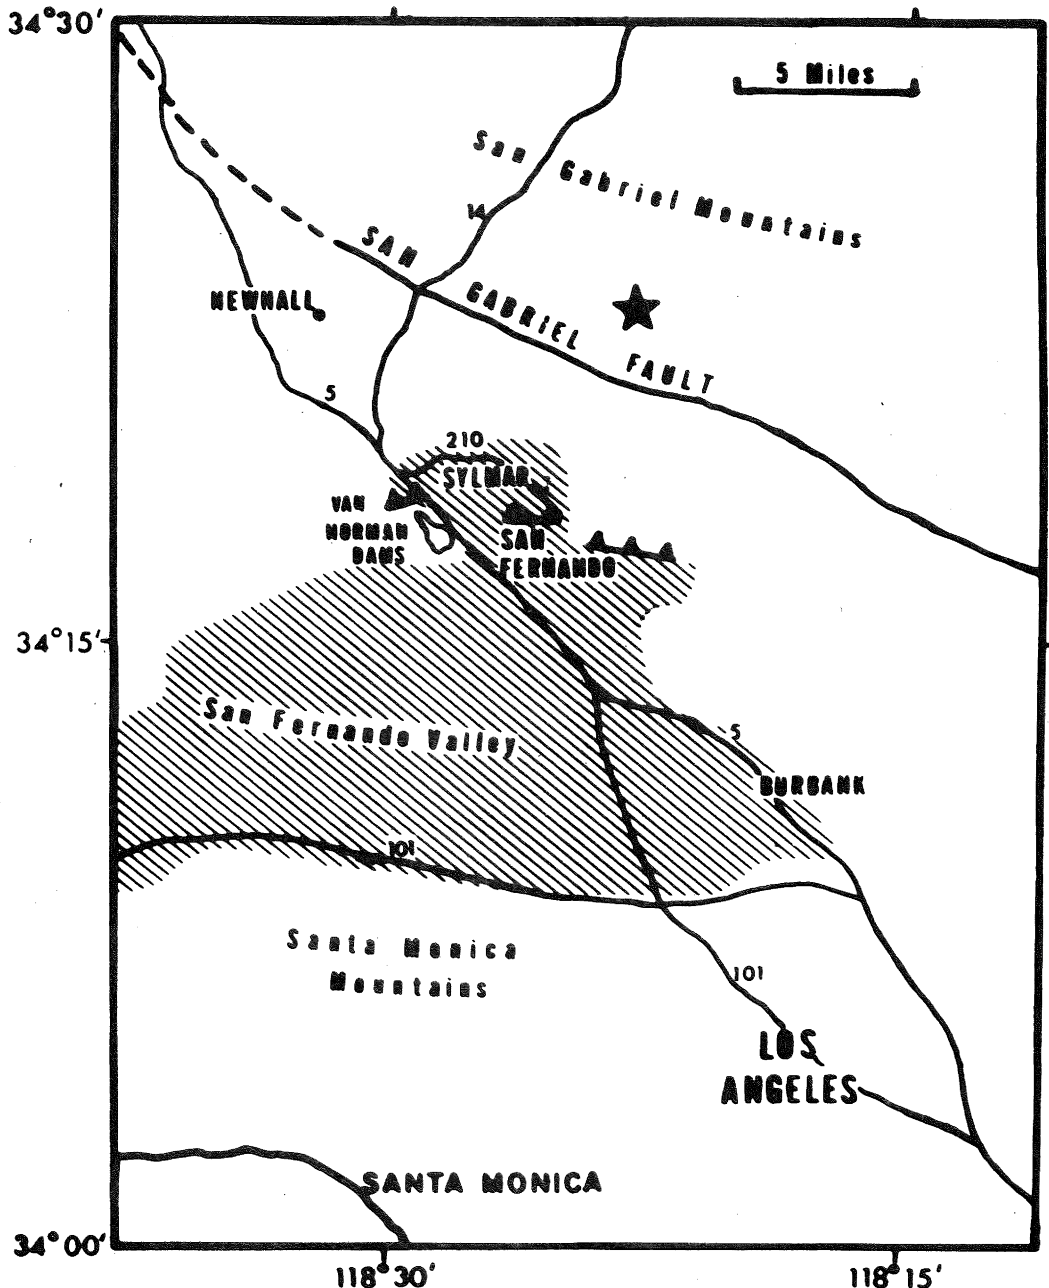 34°30'
5 Miles
San Gabriel Mountains
14
SAN GABRIEL FAULT
NEWHALL
5
210
SYLMAR
VAN
NORMAN
DAMS
SAN
FERNANDO
34°15'
San Fernando Valley
5
BURBANK
101
Santa Monica
Mountains
101
LOS
ANGELES
SANTA MONICA
34°00'
118°30'
118°15'